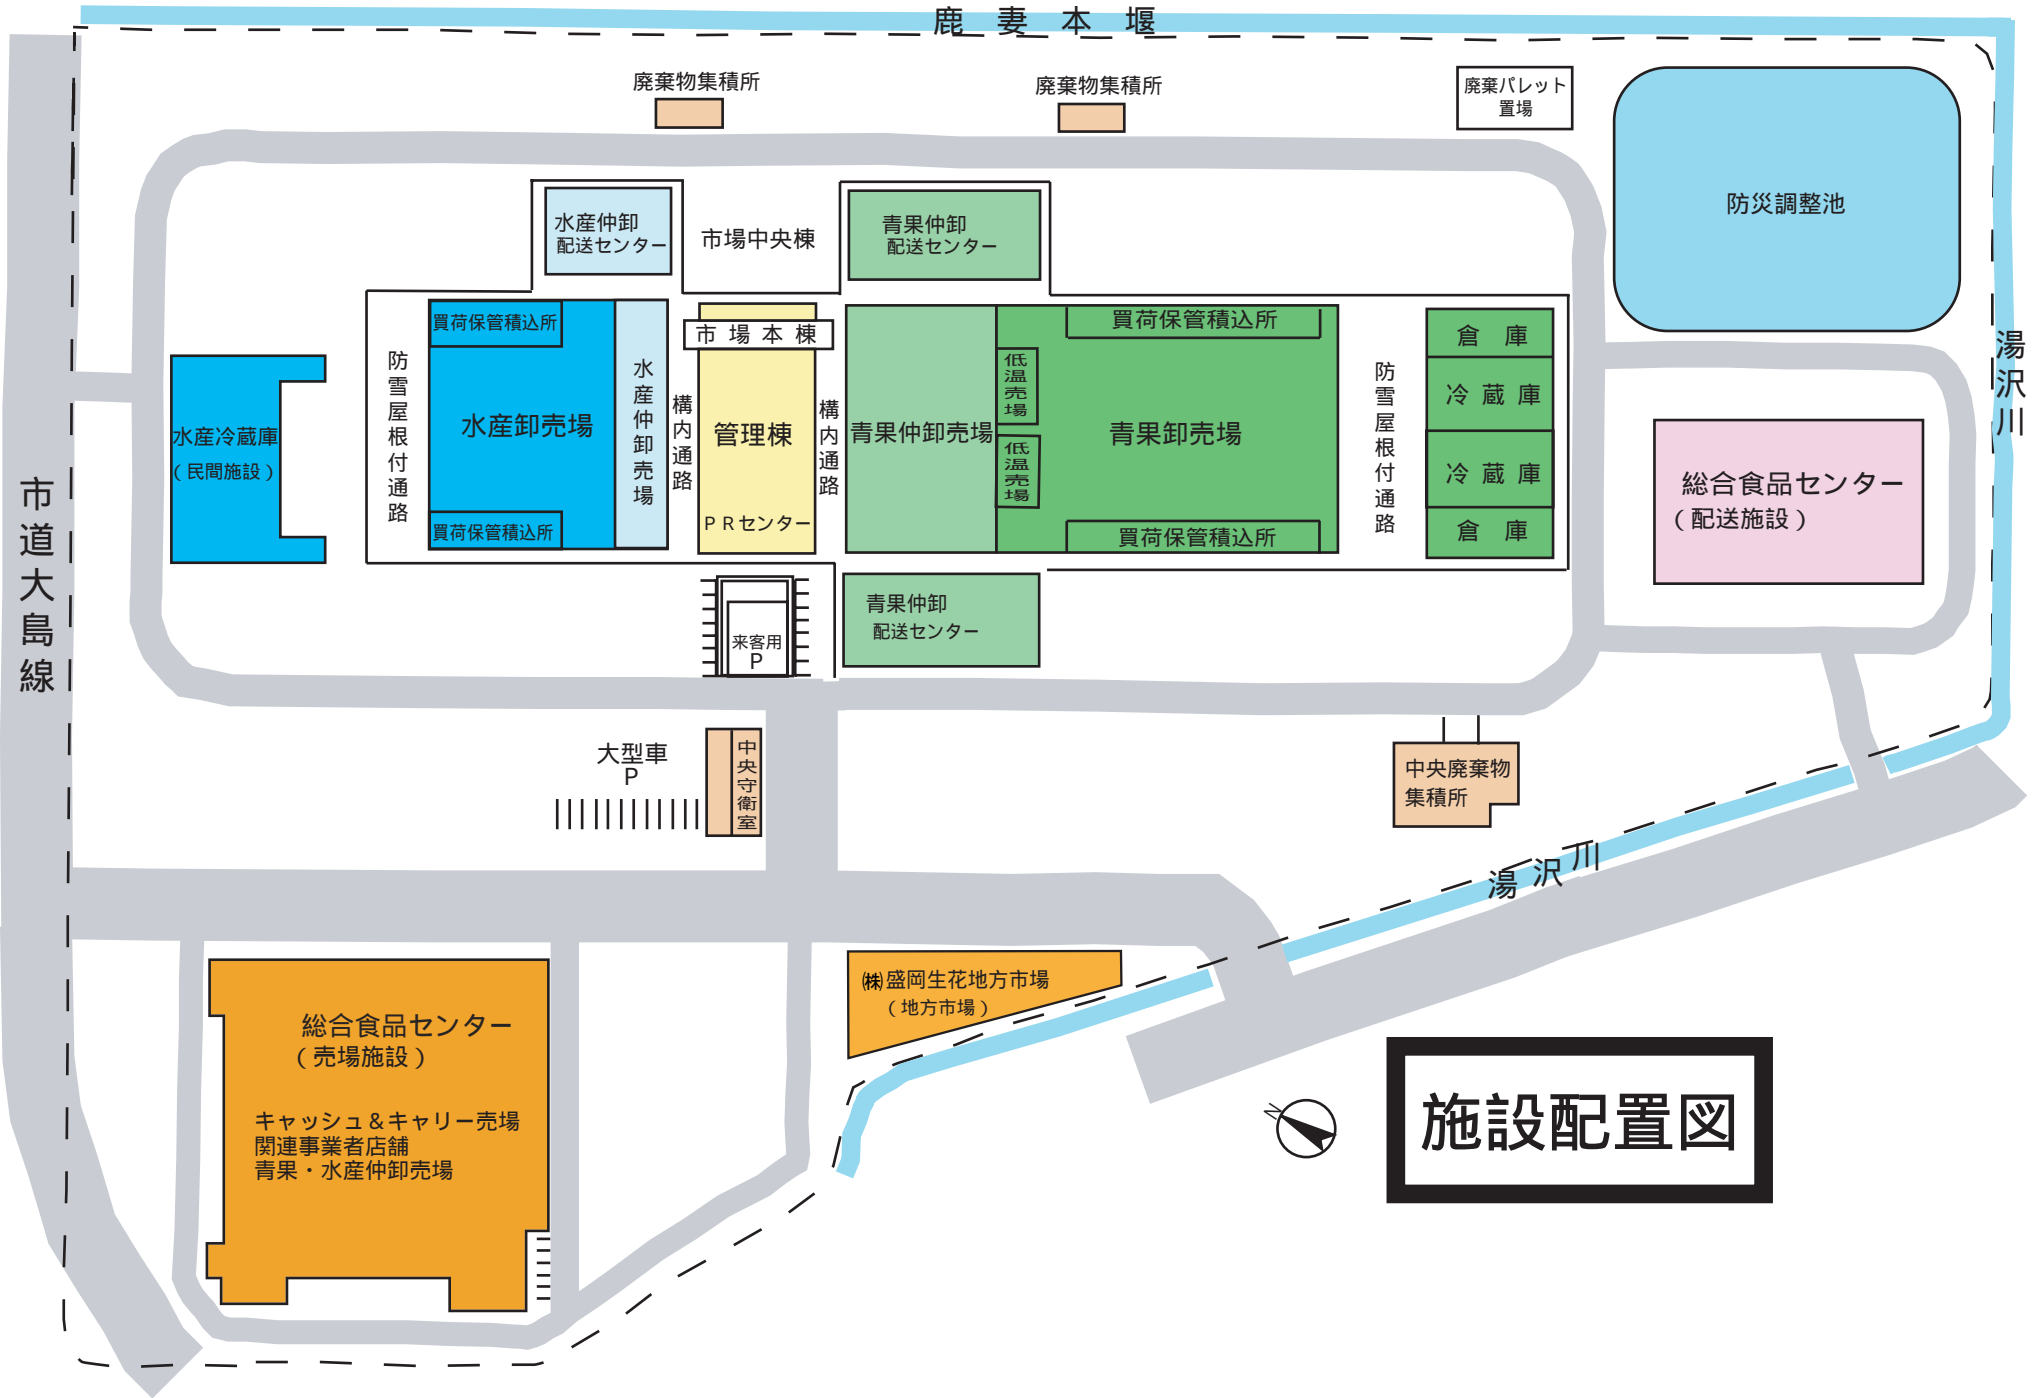 鹿妻本堰
廃棄物集積所
廃棄物集積所
廃棄パレット
置場
防災調整池
水産仲卸
配送センター
市場中央棟
青果仲卸
配送センター
買荷保管積込所
市場本棟
買荷保管積込所
倉庫
防雪屋根付通路
水産卸売場
水産仲卸売場
構内通路
管理棟
構内通路
青果仲卸売場
低温売場
青果卸売場
防雪屋根付通路
冷蔵庫
湯沢川
水産冷蔵庫
（民間施設）
低温売場
冷蔵庫
総合食品センター
（配送施設）
市道大島線
買荷保管積込所
PRセンター
買荷保管積込所
倉庫
来客用
P
青果仲卸
配送センター
大型車
P
中央守衛室
中央廃棄物
集積所
湯沢川
㈱盛岡生花地方市場
（地方市場）
総合食品センター
（売場施設）
キャッシュ＆キャリー売場
関連事業者店舗
青果・水産仲卸売場
N
施設配置図